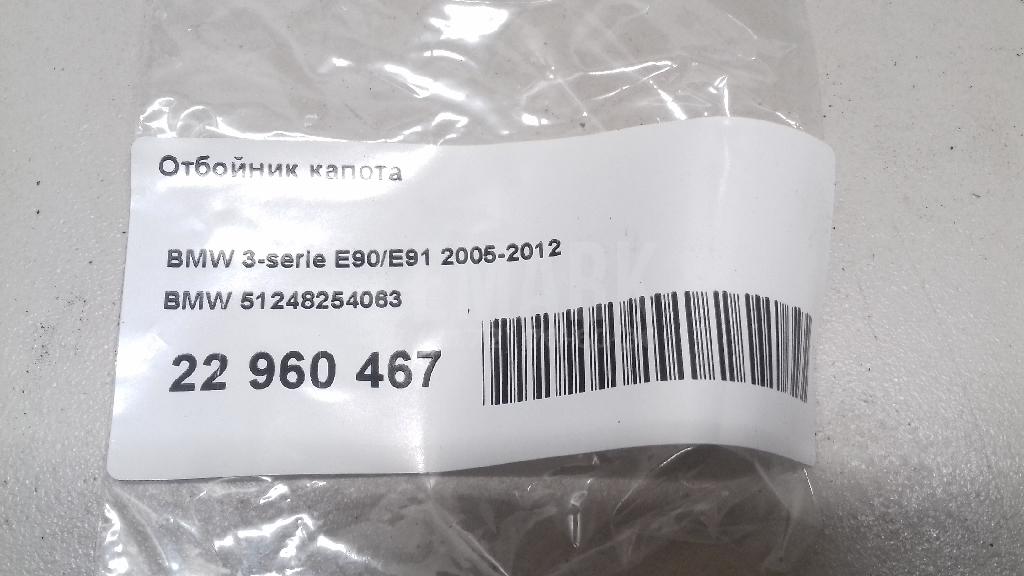 Отбойник капота
BMW 3-serie E90/E91 2005-2012
BMW 51248254063
22 960 467